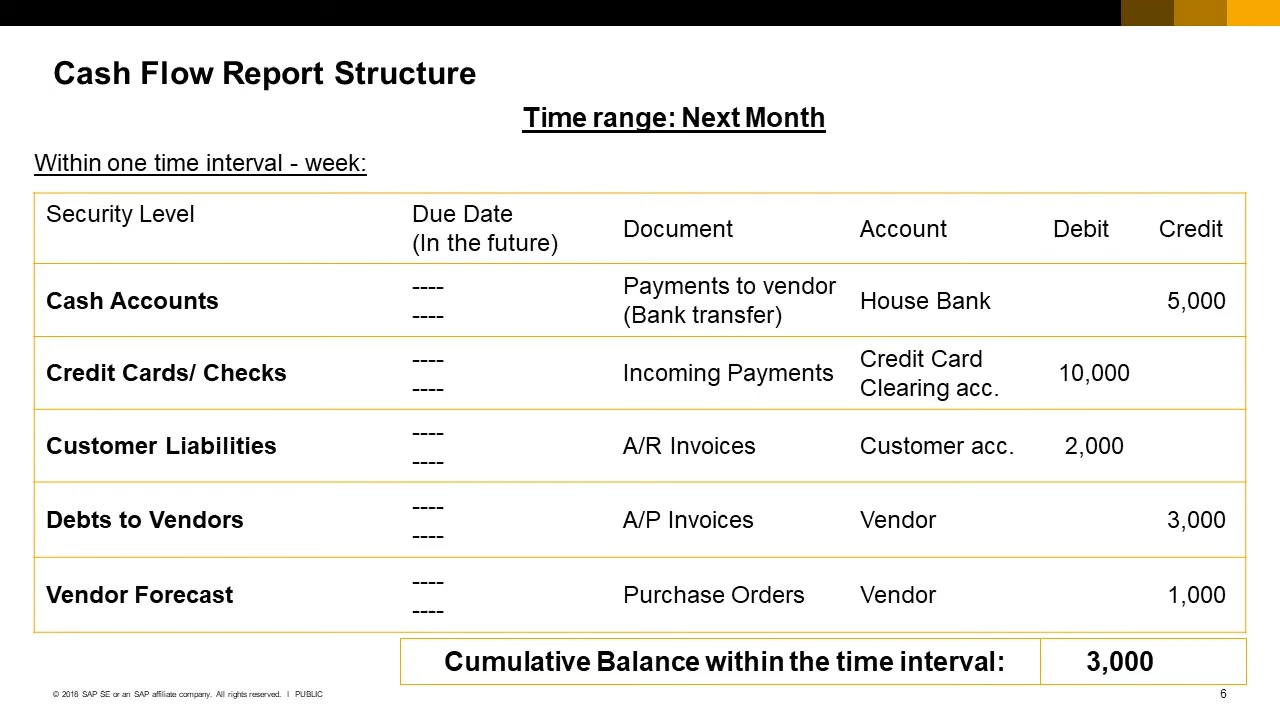 Cash Flow Report Structure
Time range: Next Month
Within one time interval - week:
Security Level
Due Date
(In the future)
Document
Account
Debit
Credit
Cash Accounts
----
----
Payments to vendor
(Bank transfer)
House Bank
5,000
Credit Cards/ Checks
----
----
Incoming Payments
Credit Card
Clearing acc.
10,000
Customer Liabilities
----
----
A/R Invoices
Customer acc.
2,000
Debts to Vendors
----
----
A/P Invoices
Vendor
3,000
Vendor Forecast
----
----
Purchase Orders
Vendor
1,000
Cumulative Balance within the time interval:
3,000
© 2018 SAP SE or an SAP affiliate company. All rights reserved. I PUBLIC
6